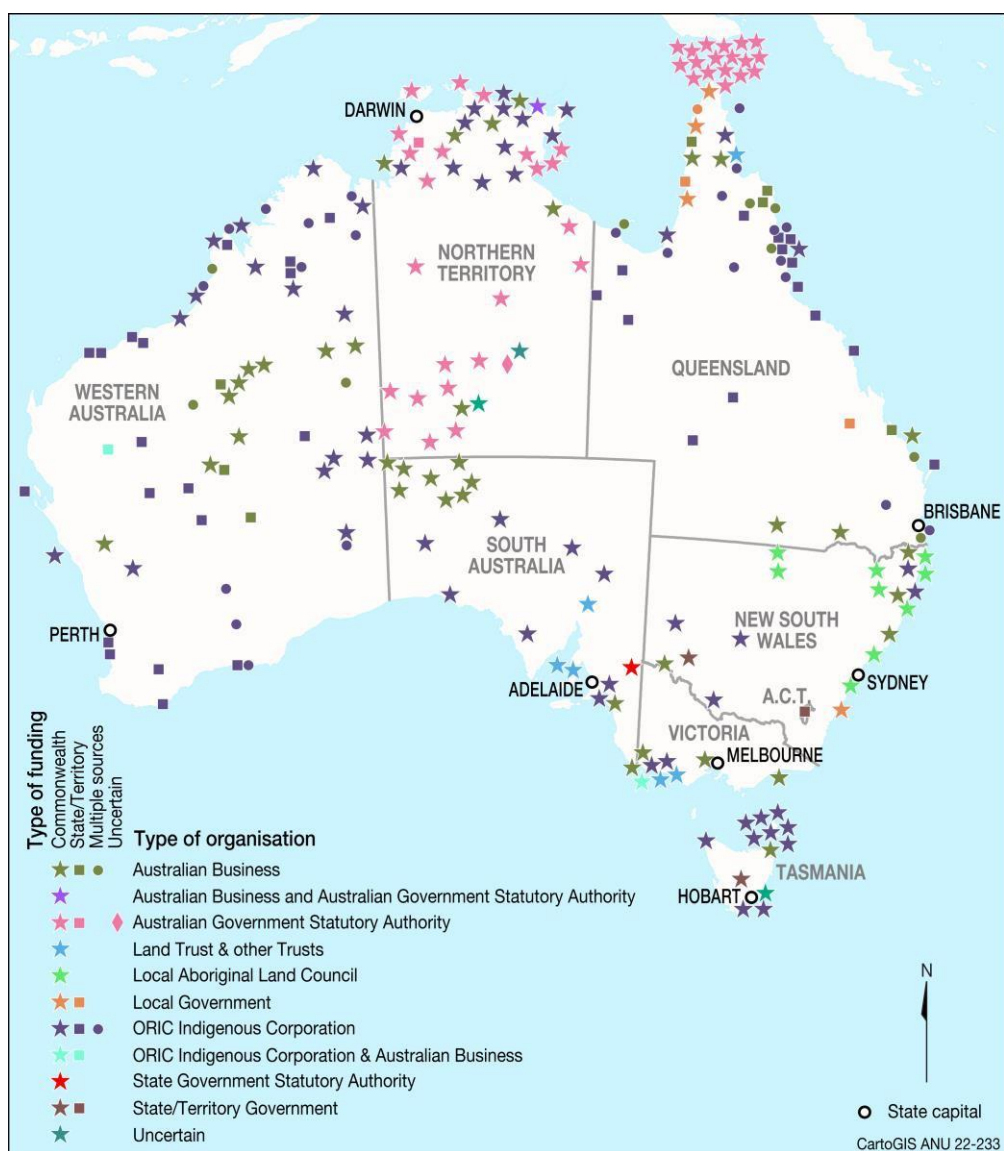 DARWIN
NORTHERN
TERRITORY
QUEENSLAND
WESTERN
AUSTRALIA
BRISBANE
SOUTH
AUSTRALIA
NEW SOUTH
WALES
PERTH
ADELAIDE
SYDNEY
A.C.T.
VICTORIA
MELBOURNE
TASMANIA
HOBART
Type of funding
Commonwealth
State/Territory
Multiple sources
Uncertain
Type of organisation
Australian Business
Australian Business and Australian Government Statutory Authority
Australian Government Statutory Authority
Land Trust & other Trusts
Local Aboriginal Land Council
Local Government
ORIC Indigenous Corporation
ORIC Indigenous Corporation & Australian Business
State Government Statutory Authority
State/Territory Government
Uncertain
N
State capital
CartoGIS ANU 22-233